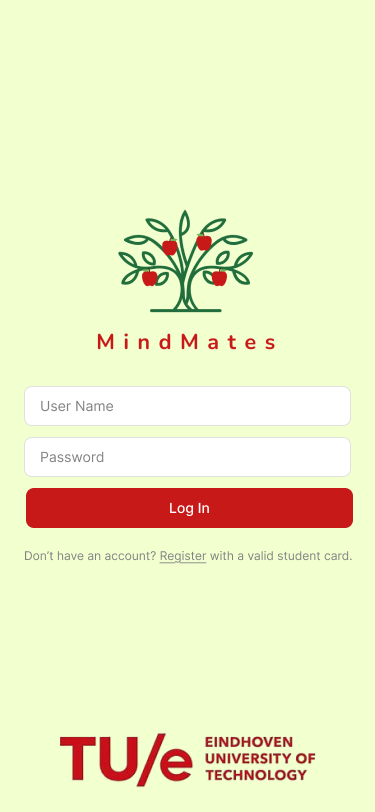 MindMates
User Name
Password
Log In
Don’t have an account? Register with a valid student card.
TU/e
EINDHOVEN
UNIVERSITY OF
TECHNOLOGY